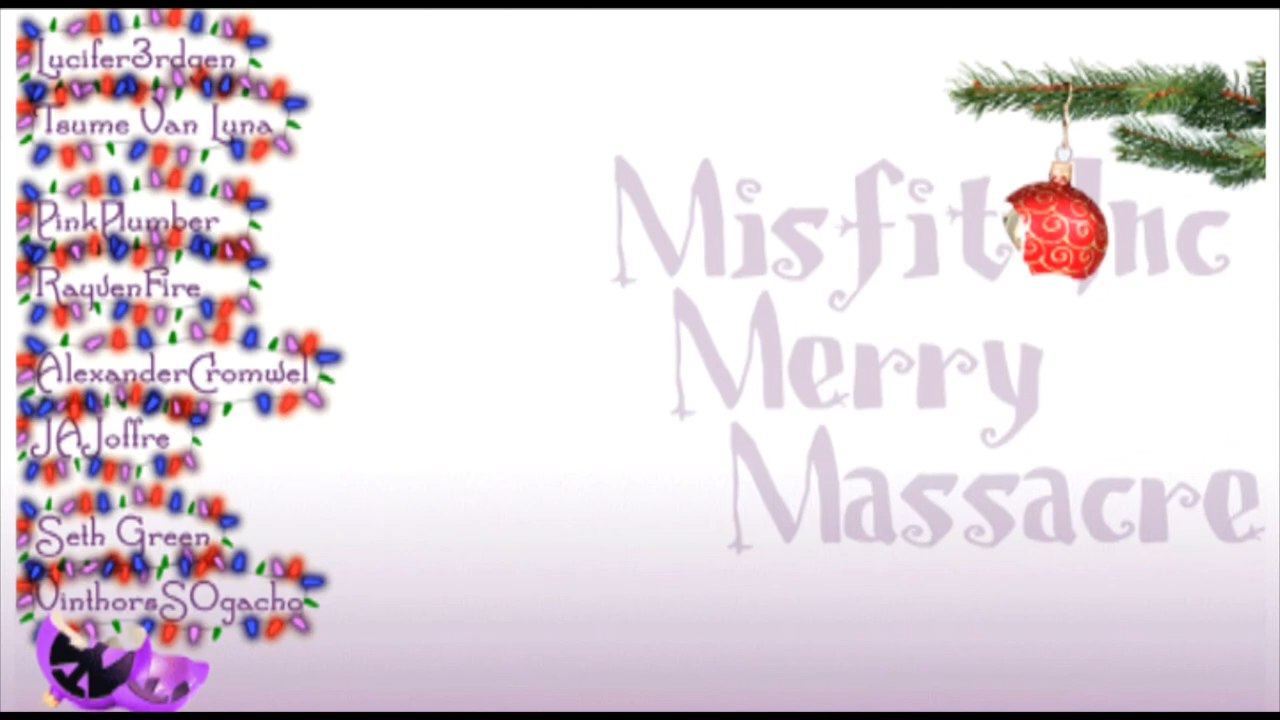 Lucifer3rdgen
Tsume Van Luna
PinkPlumber
RayvenFire
AlexanderCromwel
JAJoffre
Seth Green
VinthorsSOgacho
Misfit Inc
Merry
Massacre